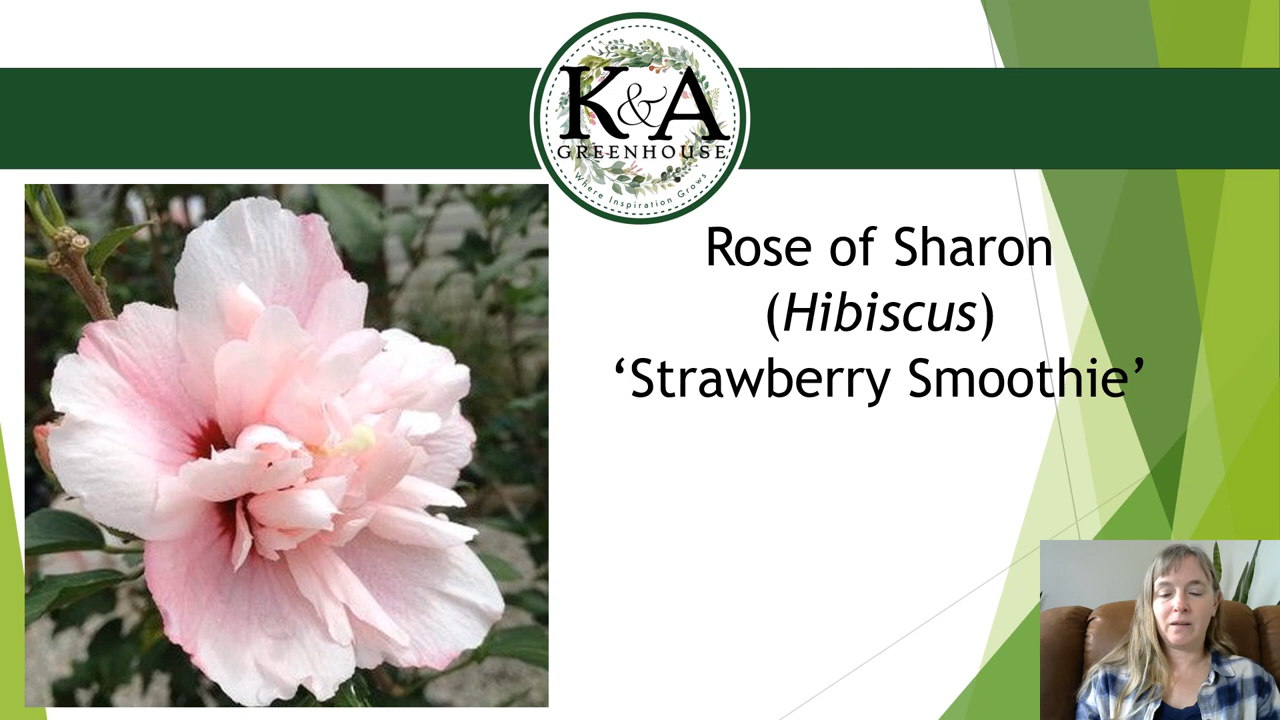 K&A
GREENHOUSE
Where Inspiration Grows
Rose of Sharon
(Hibiscus)
‘Strawberry Smoothie’